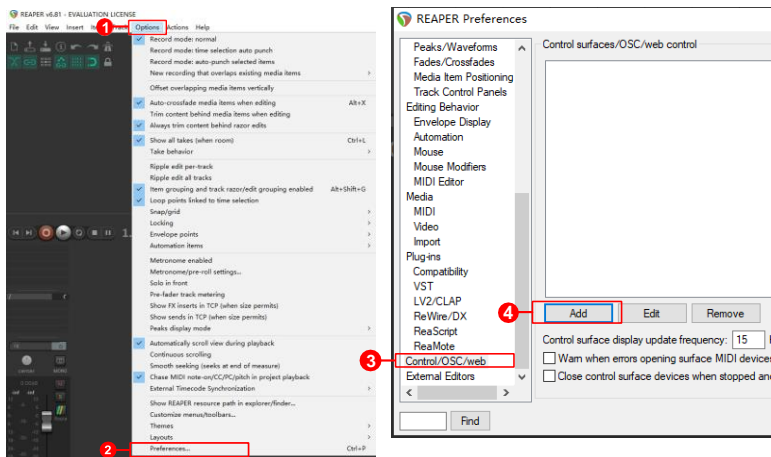 REAPER v6.81 - EVALUATION LICENSE
File Edit View Insert Item Track Options Actions Help
1
Record mode: normal
Record mode: time selection auto punch
Record mode: auto-punch selected items
New recording that overlaps existing media items
Offset overlapping media items vertically
Auto-crossfade media items when editing Alt+X
Trim content behind media items when editing
Always trim content behind razor edits
Show all takes (when room) Ctrl+L
Take behavior
Ripple edit per-track
Ripple edit all tracks
Item grouping and track razor/edit grouping enabled Alt+Shift+G
Loop points linked to time selection
Snap/grid
Locking
Envelope points
Automation items
Metronome enabled
Metronome/pre-roll settings...
Solo in front
Pre-fader track metering
Show FX inserts in TCP (when size permits)
Show sends in TCP (when size permits)
Peaks display mode
Automatically scroll view during playback
Continuous scrolling
Smooth seeking (seeks at end of measure)
Chase MIDI note-on/CC/PC/pitch in project playback
External Timecode Synchronization
Show REAPER resource path in explorer/finder...
Customize menus/toolbars...
Themes
Layouts
2
Preferences... Ctrl+P
1.
REAPER Preferences
Peaks/Waveforms
Fades/Crossfades
Media Item Positioning
Track Control Panels
Editing Behavior
Envelope Display
Automation
Mouse
Mouse Modifiers
MIDI Editor
Media
MIDI
Video
Import
Plug-ins
Compatibility
VST
LV2/CLAP
ReWire/DX
ReaScript
ReaMote
3
Control/OSC/web
External Editors
Find
Control surfaces/OSC/web control
4
Add Edit Remove
Control surface display update frequency: 15
Warn when errors opening surface MIDI devices
Close control surface devices when stopped and